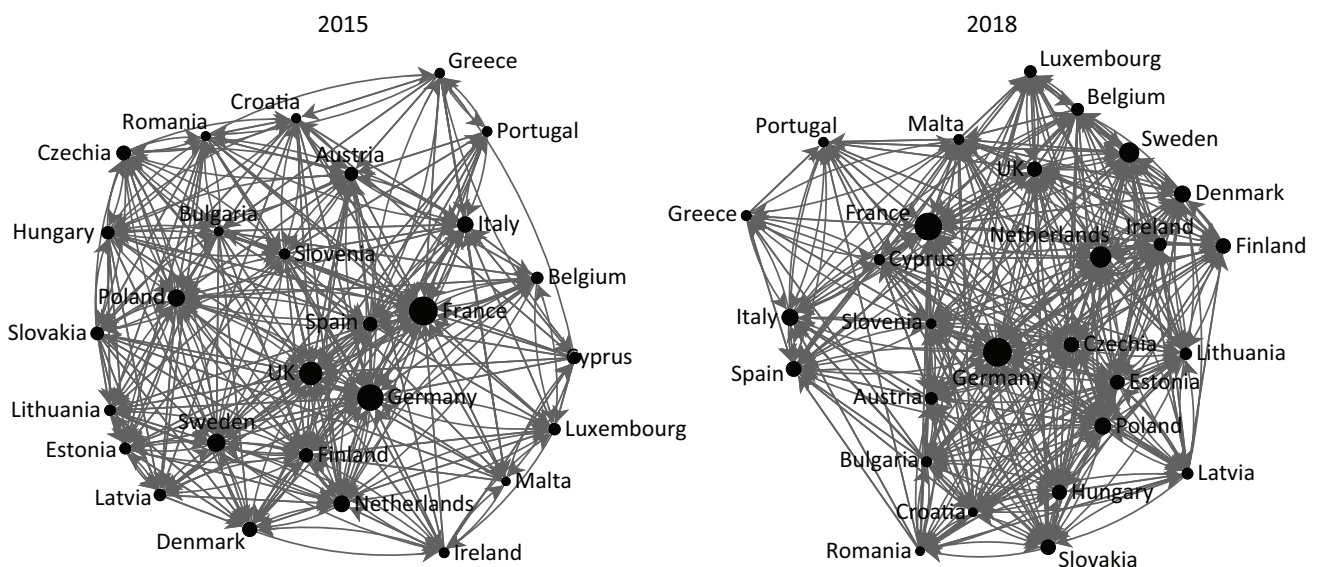 2015
Greece
Croatia
Portugal
Romania
Czechia
Austria
Bulgaria
Italy
Hungary
Slovenia
Belgium
Poland
France
Spain
Slovakia
Cyprus
UK
Germany
Lithuania
Sweden
Luxembourg
Estonia
Finland
Malta
Latvia
Netherlands
Denmark
Ireland
2018
Luxembourg
Belgium
Portugal
Malta
Sweden
UK
Denmark
Greece
France
Ireland
Netherlands
Finland
Cyprus
Italy
Slovenia
Czechia
Lithuania
Spain
Germany
Estonia
Austria
Poland
Bulgaria
Latvia
Hungary
Croatia
Romania
Slovakia